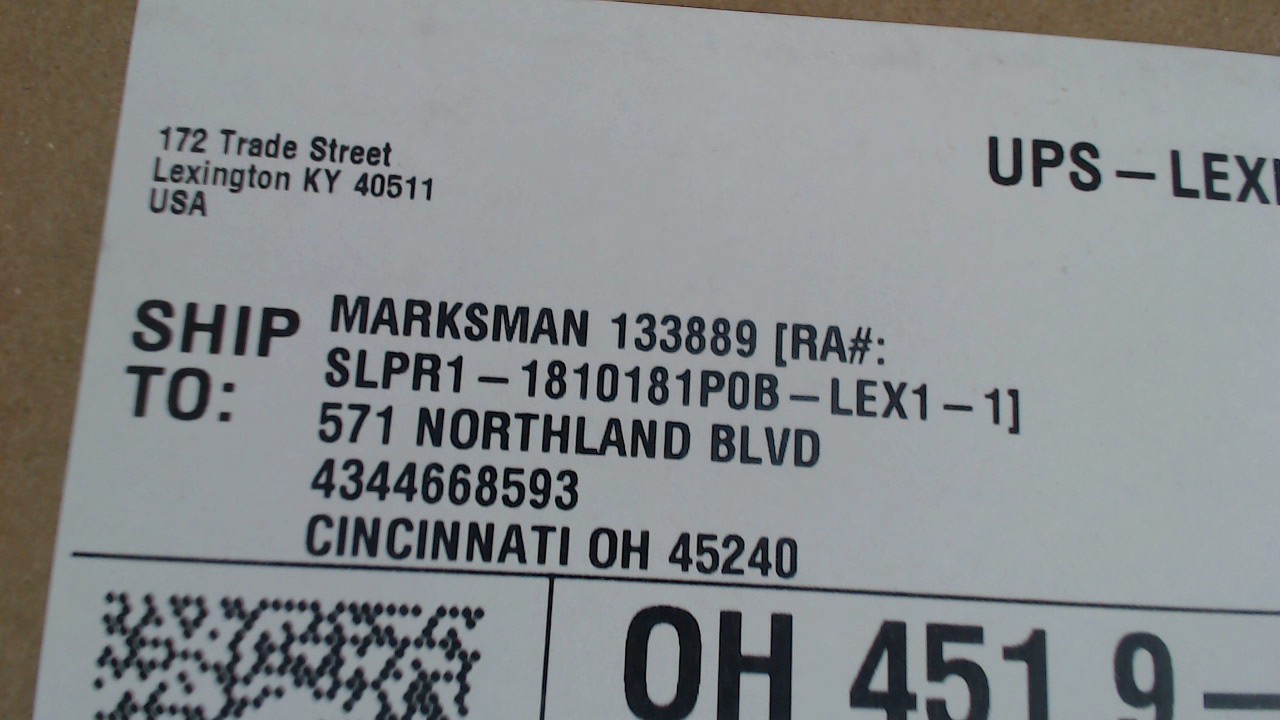 172 Trade Street
Lexington KY 40511
USA
UPS – LEXI
SHIP TO:
MARKSMAN 133889 [RA#:
SLPR1 – 1810181P0B – LEX1 – 1]
571 NORTHLAND BLVD
4344668593
CINCINNATI OH 45240
OH 451 9 –